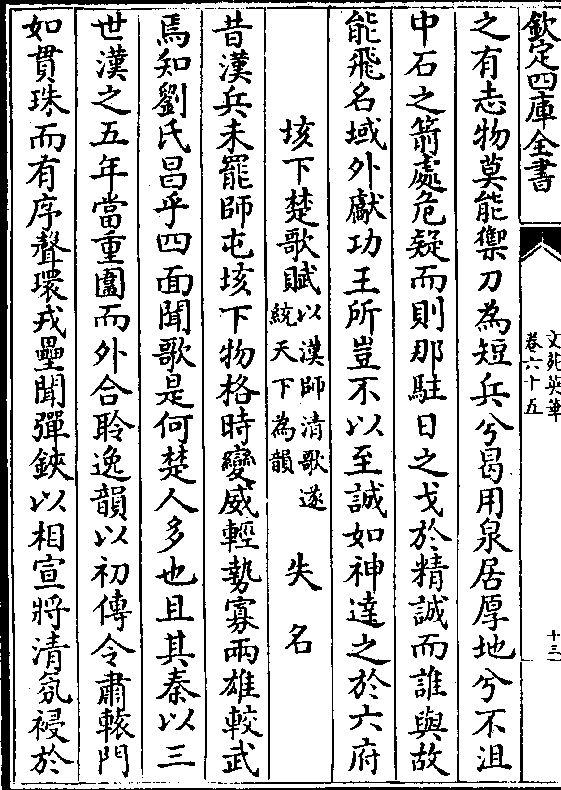 欽定四庫全書
文苑英華
卷六十五
十三
之有志物莫能禦刀為短兵兮曷用泉居厚地兮不沮
中石之箭處危疑而則那駐日之戈於精誠而誰與故
能飛名域外獻功王所豈不以至誠如神達之於六府
垓下楚歌賦以漢師清歌遂統天下為韻 失名
昔漢兵未罷師屯垓下物格時變威輕勢寡兩雄較武
焉知劉氏昌乎四面聞歌是何楚人多也且其秦以三
世漢之五年當重圍而外合聆逸韻以初傳令肅轅門
如貫珠而有序聲環戎壘聞彈鋏以相宣將清氛祲於